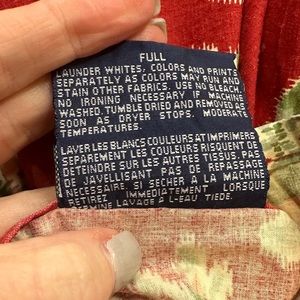 FULL
LAUNDER WHITES, COLORS AND PRINTS
SEPARATELY AS COLORS MAY RUN AND
STAIN OTHER FABRICS. USE NO BLEACH.
NO IRONING NECESSARY IF MACHINE
WASHED, TUMBLE DRIED AND REMOVED AS
SOON AS DRYER STOPS. MODERATE
TEMPERATURES.
LAVER LES BLANCS COULEURS AT IMPRIMERS
SEPAREMENT LES COULEURS RISQUENT DE
DETEINDRE SUR LES AUTRES TISSUS, PAS
DE JAVELLISANT PAS DE REPASSAGE
NECESSAIRE, SI SECHER A LA MACHINE
RETIREZ IMMEDIATEMENT LORSQUE
TERMINE LAVAGE A L-EAU TIEDE.